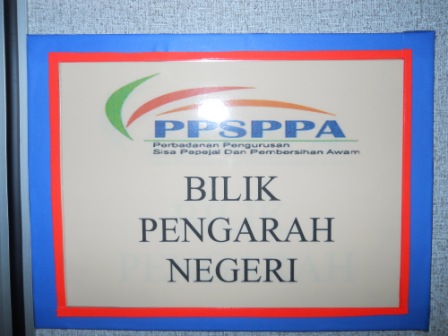 PPSPPA
Perbadanan Pengurusan
Sisa Pepejal Dan Pembersihan Awam
BILIK
PENGARAH
NEGERI